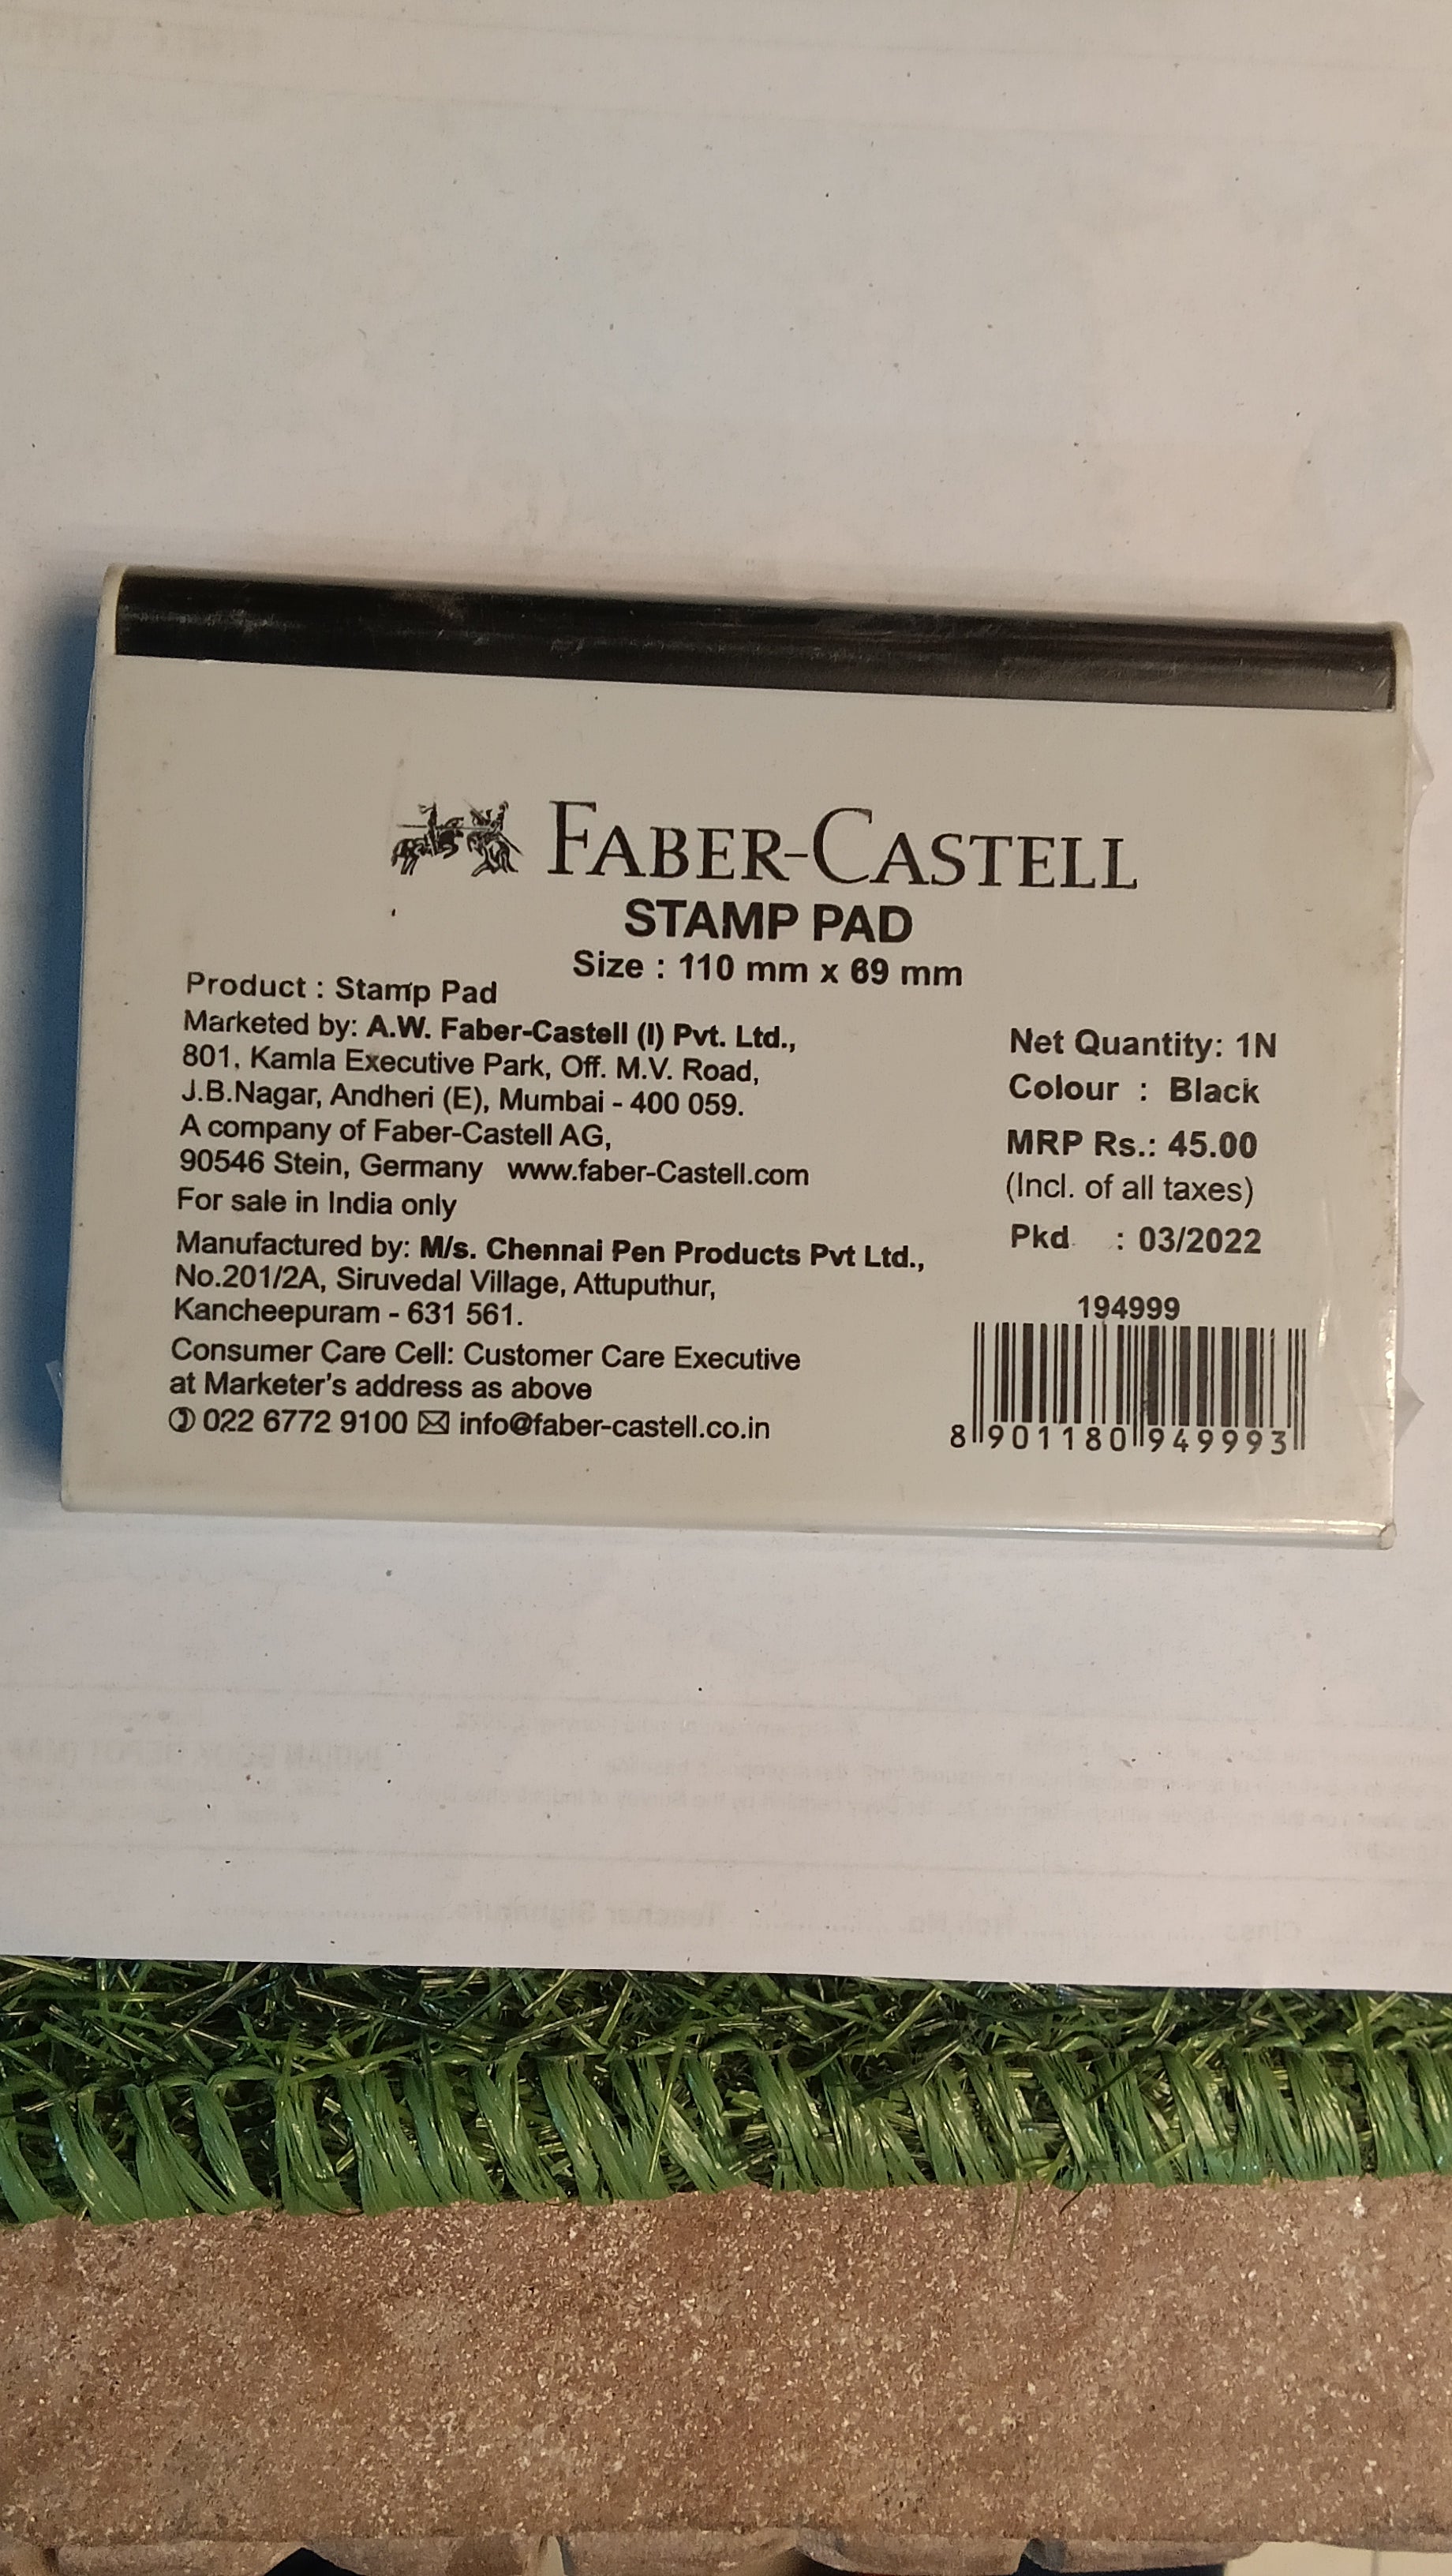 FABER-CASTELL
STAMP PAD
Size : 110 mm x 69 mm
Product : Stamp Pad
Marketed by: A.W. Faber-Castell (I) Pvt. Ltd.,
801, Kamla Executive Park, Off. M.V. Road,
J.B.Nagar, Andheri (E), Mumbai - 400 059.
A company of Faber-Castell AG,
90546 Stein, Germany www.faber-Castell.com
For sale in India only
Manufactured by: M/s. Chennai Pen Products Pvt Ltd.,
No.201/2A, Siruvedal Village, Attuputhur,
Kancheepuram - 631 561.
Consumer Care Cell: Customer Care Executive
at Marketer's address as above
022 6772 9100 info@faber-castell.co.in
Net Quantity: 1N
Colour : Black
MRP Rs.: 45.00
(Incl. of all taxes)
Pkd : 03/2022
194999
8 901180 949993